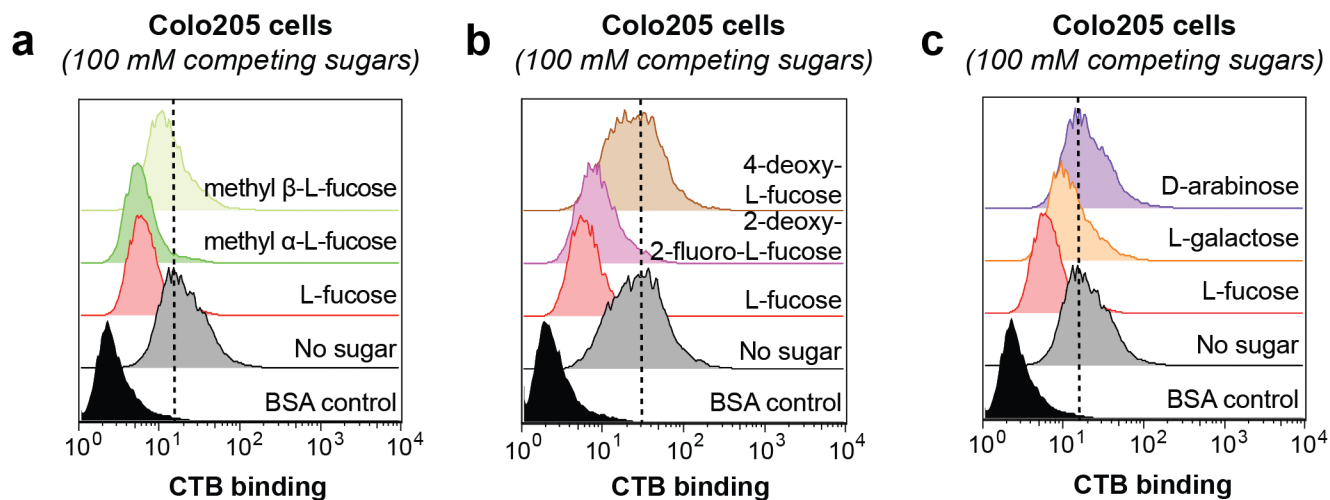 a
Colo205 cells
(100 mM competing sugars)
methyl β-L-fucose
methyl α-L-fucose
L-fucose
No sugar
BSA control
10⁰ 10¹ 10² 10³ 10⁴
CTB binding
b
Colo205 cells
(100 mM competing sugars)
4-deoxy-
L-fucose
2-deoxy-
2-fluoro-L-fucose
L-fucose
No sugar
BSA control
10⁰ 10¹ 10² 10³ 10⁴
CTB binding
c
Colo205 cells
(100 mM competing sugars)
D-arabinose
L-galactose
L-fucose
No sugar
BSA control
10⁰ 10¹ 10² 10³ 10⁴
CTB binding